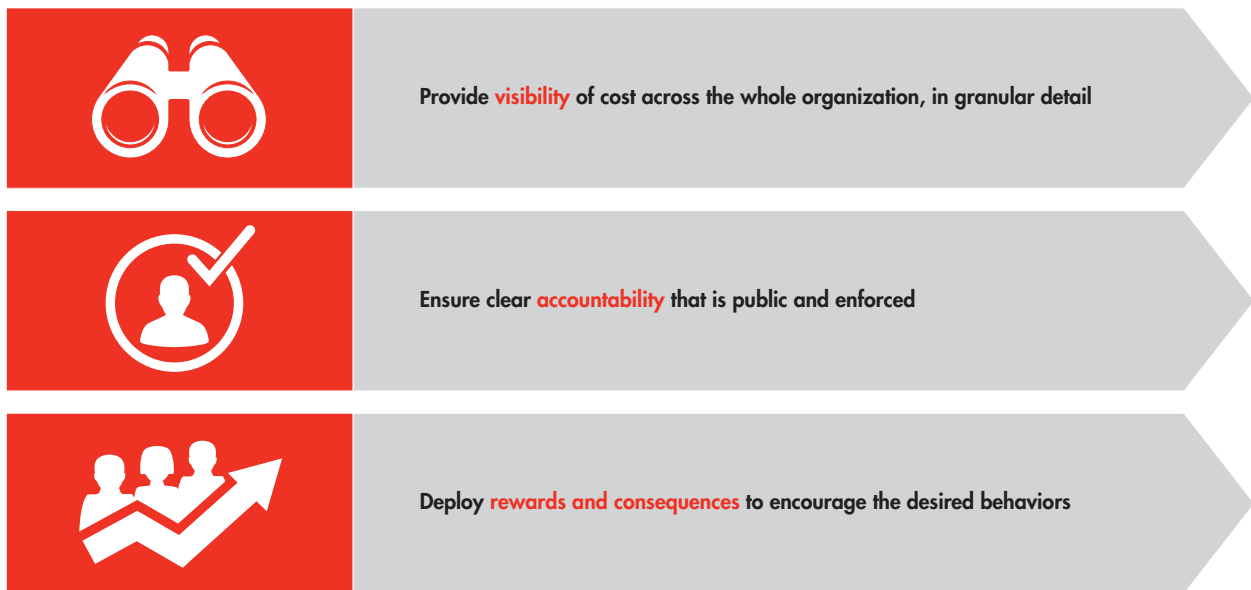 Provide visibility of cost across the whole organization, in granular detail
Ensure clear accountability that is public and enforced
Deploy rewards and consequences to encourage the desired behaviors